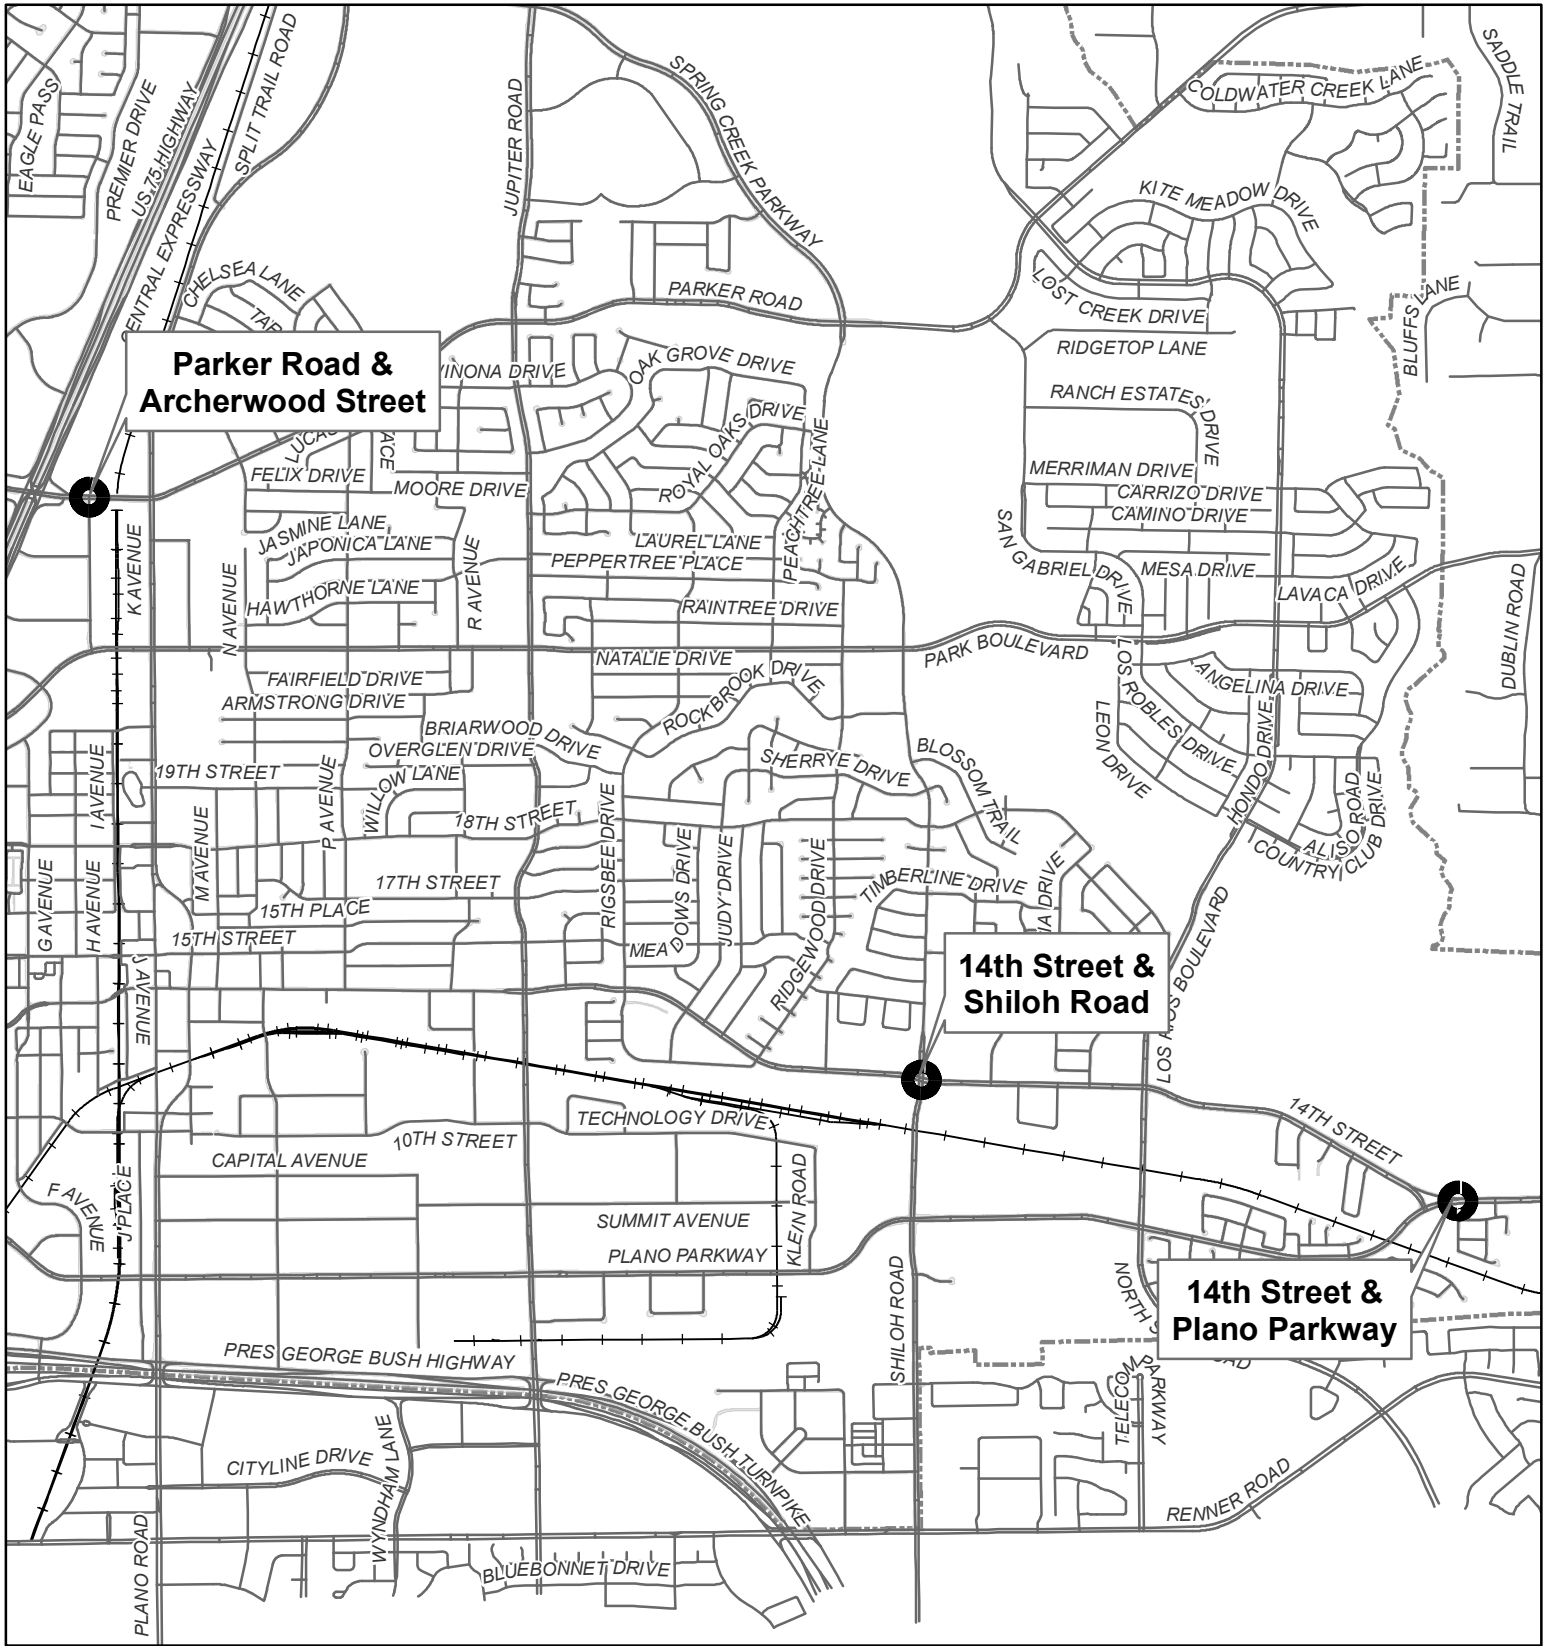 EAGLE PASS
PREMIER DRIVE
US 75 HIGHWAY
CENTRAL EXPRESSWAY
SPLIT TRAIL ROAD
JUPITER ROAD
SPRING CREEK PARKWAY
COLDWATER CREEK LANE
SADDLE TRAIL
KITE MEADOW DRIVE
CHELSEA LANE
PARKER ROAD
LOST CREEK DRIVE
BLUFFS LANE
RIDGETOP LANE
Parker Road &
Archerwood Street
OAK GROVE DRIVE
RANCH ESTATES DRIVE
ROYAL OAKS DRIVE
PEACHTREE LANE
FELIX DRIVE
MOORE DRIVE
MERRIMAN DRIVE
CARRIZO DRIVE
CAMINO DRIVE
JASMINE LANE
JAPONICA LANE
LAUREL LANE
PEPPERTREE PLACE
SAN GABRIEL DRIVE
MESA DRIVE
LAVACA DRIVE
K AVENUE
N AVENUE
HAWTHORNE LANE
R AVENUE
RAINTREE DRIVE
DUBLIN ROAD
PARK BOULEVARD
NATALIE DRIVE
FAIRFIELD DRIVE
ARMSTRONG DRIVE
ROCKBROOK DRIVE
LOS ROBLES DRIVE
ANGELINA DRIVE
LEON DRIVE
HONDO DRIVE
BRIARWOOD DRIVE
OVERGLEN DRIVE
SHERRYE DRIVE
BLOSSOM TRAIL
19TH STREET
WILLOW LANE
I AVENUE
P AVENUE
18TH STREET
RIGSBEE DRIVE
ALISO ROAD
COUNTRY CLUB DRIVE
M AVENUE
G AVENUE
H AVENUE
17TH STREET
15TH PLACE
15TH STREET
MEADOWS DRIVE
JUDY DRIVE
RIDGEWOOD DRIVE
TIMBERLINE DRIVE
DRIVE
14th Street &
Shiloh Road
LOS RIOS BOULEVARD
J AVENUE
TECHNOLOGY DRIVE
10TH STREET
14TH STREET
CAPITAL AVENUE
F AVENUE
J PLACE
KLEIN ROAD
SUMMIT AVENUE
PLANO PARKWAY
SHILOH ROAD
NORTH
14th Street &
Plano Parkway
PRES GEORGE BUSH HIGHWAY
PRES GEORGE BUSH TURNPIKE
TELECOM PARKWAY
CITYLINE DRIVE
WYNDHAM LANE
RENNER ROAD
PLANO ROAD
BLUEBONNET DRIVE